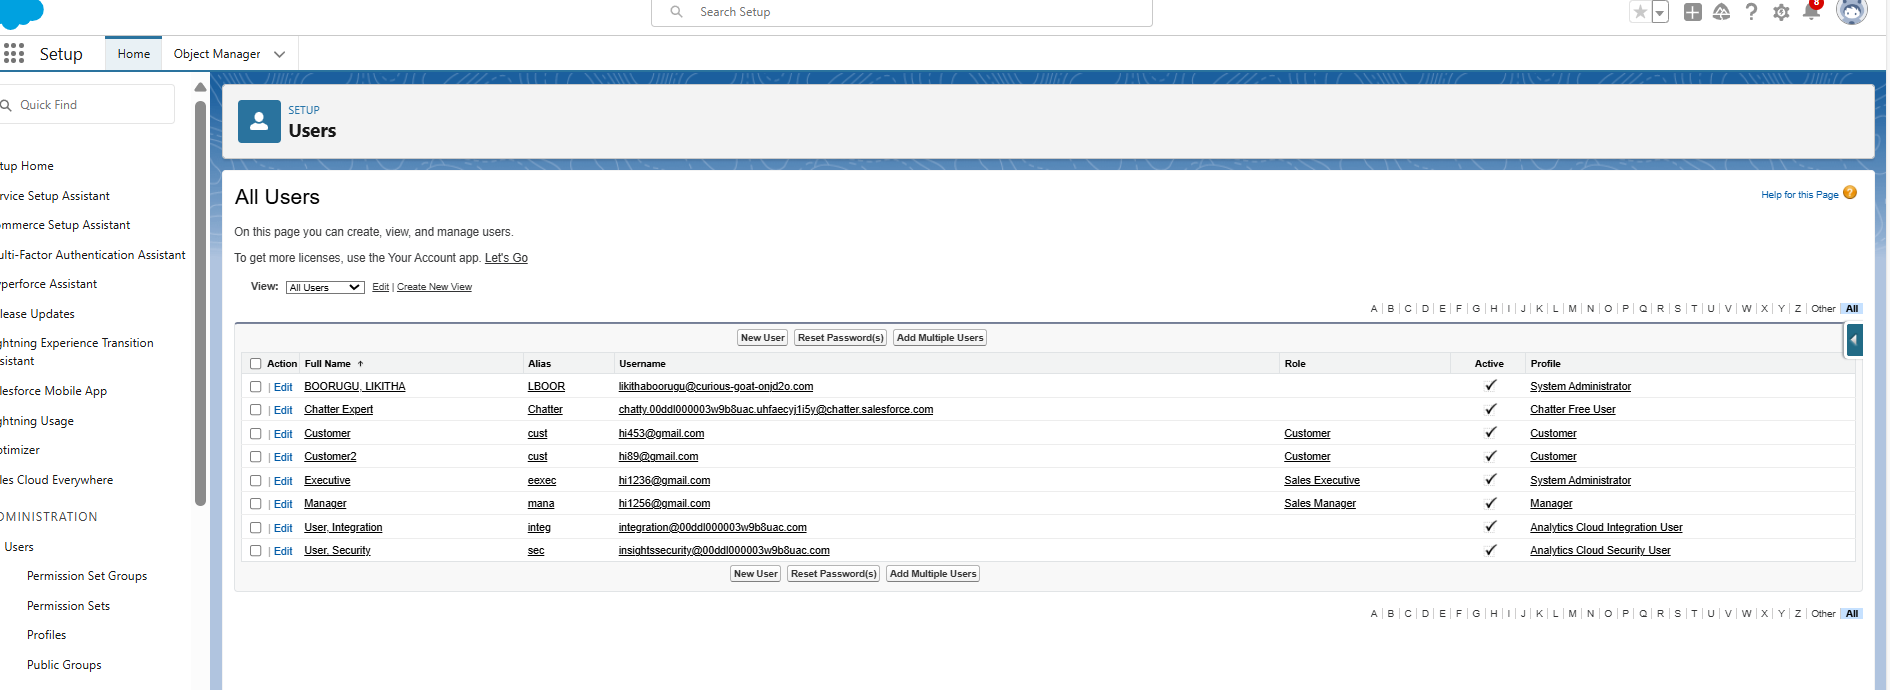 Search Setup
8
Setup
Home
Object Manager
Quick Find
SETUP
Users
tup Home
rvice Setup Assistant
ommerce Setup Assistant
ulti-Factor Authentication Assistant
yperforce Assistant
lease Updates
ghtning Experience Transition
sistant
lesforce Mobile App
ghtning Usage
otimizer
les Cloud Everywhere
DMINISTRATION
Users
Permission Set Groups
Permission Sets
Profiles
Public Groups
All Users
Help for this Page ?
On this page you can create, view, and manage users.
To get more licenses, use the Your Account app. Let's Go
View: All Users Edit | Create New View
A | B | C | D | E | F | G | H | I | J | K | L | M | N | O | P | Q | R | S | T | U | V | W | X | Y | Z | Other | All
New User Reset Password(s) Add Multiple Users
Action Full Name ↑ Alias Username Role Active Profile
| Edit BOORUGU, LIKITHA LBOOR likithaboorugu@curious-goat-onjd2o.com ✓ System Administrator
| Edit Chatter Expert Chatter chatty.00ddl000003w9b8uac.uhfaecyj1i5y@chatter.salesforce.com ✓ Chatter Free User
| Edit Customer cust hi453@gmail.com Customer ✓ Customer
| Edit Customer2 cust hi89@gmail.com Customer ✓ Customer
| Edit Executive eexec hi1236@gmail.com Sales Executive ✓ System Administrator
| Edit Manager mana hi1256@gmail.com Sales Manager ✓ Manager
| Edit User, Integration integ integration@00ddl000003w9b8uac.com ✓ Analytics Cloud Integration User
| Edit User, Security sec insightssecurity@00ddl000003w9b8uac.com ✓ Analytics Cloud Security User
New User Reset Password(s) Add Multiple Users
A | B | C | D | E | F | G | H | I | J | K | L | M | N | O | P | Q | R | S | T | U | V | W | X | Y | Z | Other | All